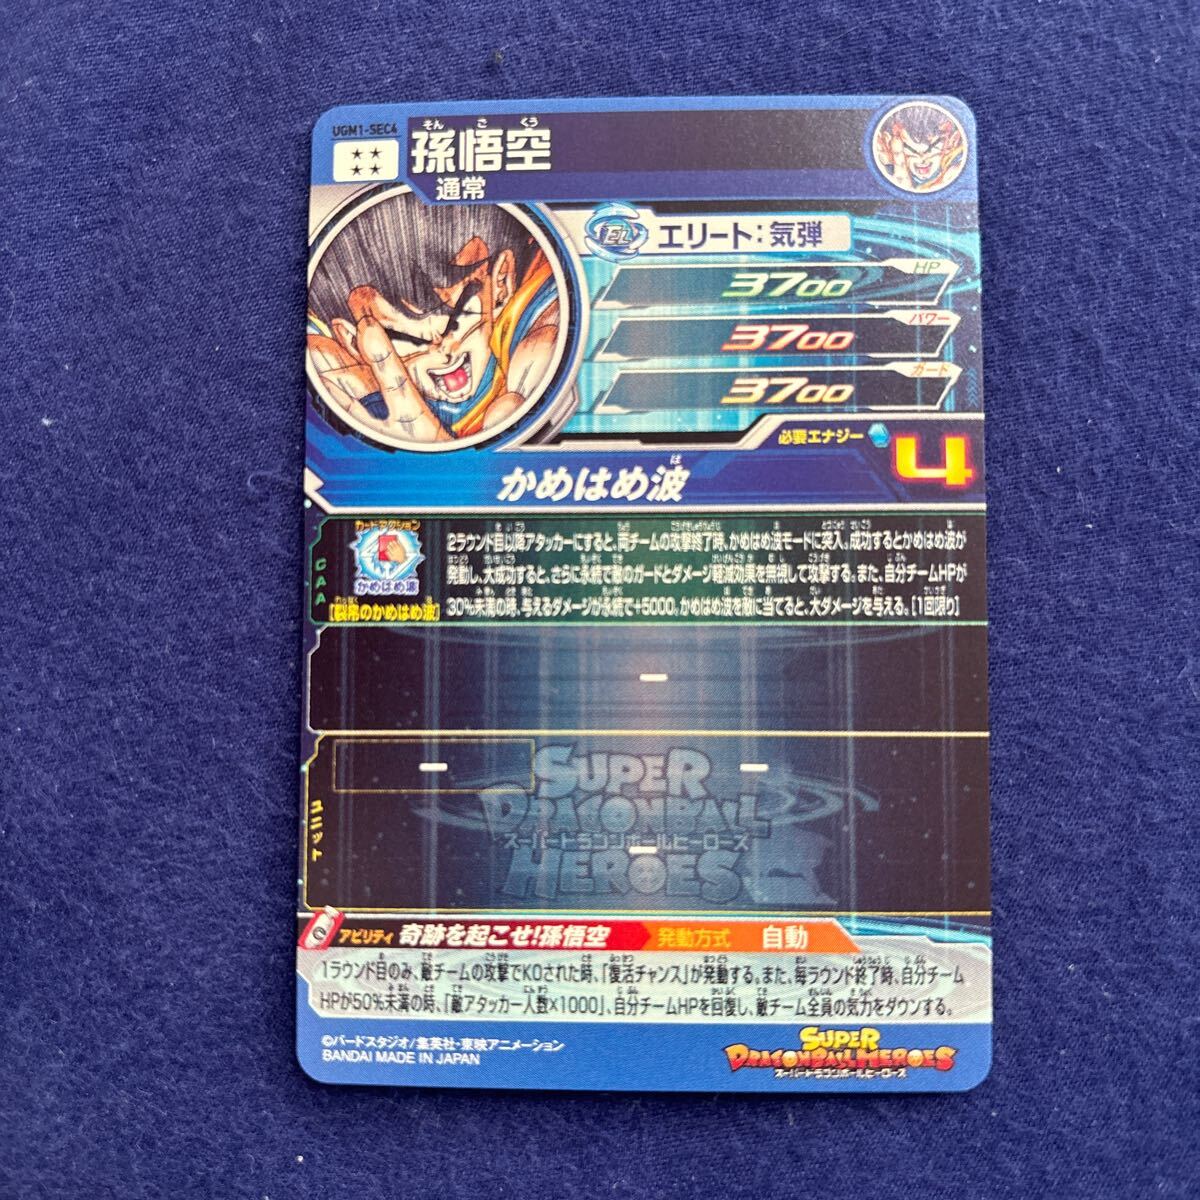 UGM1-SEC4
そん ご くう
孫悟空
通常
EL エリート:気弾
HP
3700
パワー
3700
ガード
3700
必要エナジー 4
かめはめ波
CAA
カードアクション
かめはめ波
[裂帛のかめはめ波]
2ラウンド目以降アタッカーにすると、両チームの攻撃終了時、かめはめ波モードに突入。成功するとかめはめ波が
発動し、大成功すると、さらに永続で敵のガードとダメージ軽減効果を無視して攻撃する。また、自分チームHPが
30%未満の時、与えるダメージが永続で+5000。かめはめ波を敵に当てると、大ダメージを与える。[1回限り]
ー
ユニット
ー ー
ー
SUPER
DRAGONBALL
スーパードラゴンボールヒーローズ
HEROES
アビリティ 奇跡を起こせ!孫悟空 発動方式 自動
1ラウンド目のみ、敵チームの攻撃でKOされた時、「復活チャンス」が発動する。また、毎ラウンド終了時、自分チーム
HPが50%未満の時、「敵アタッカー人数×1000」、自分チームHPを回復し、敵チーム全員の気力をダウンする。
©バードスタジオ/集英社・東映アニメーション
BANDAI MADE IN JAPAN
SUPER
DRAGONBALL HEROES
スーパードラゴンボールヒーローズ